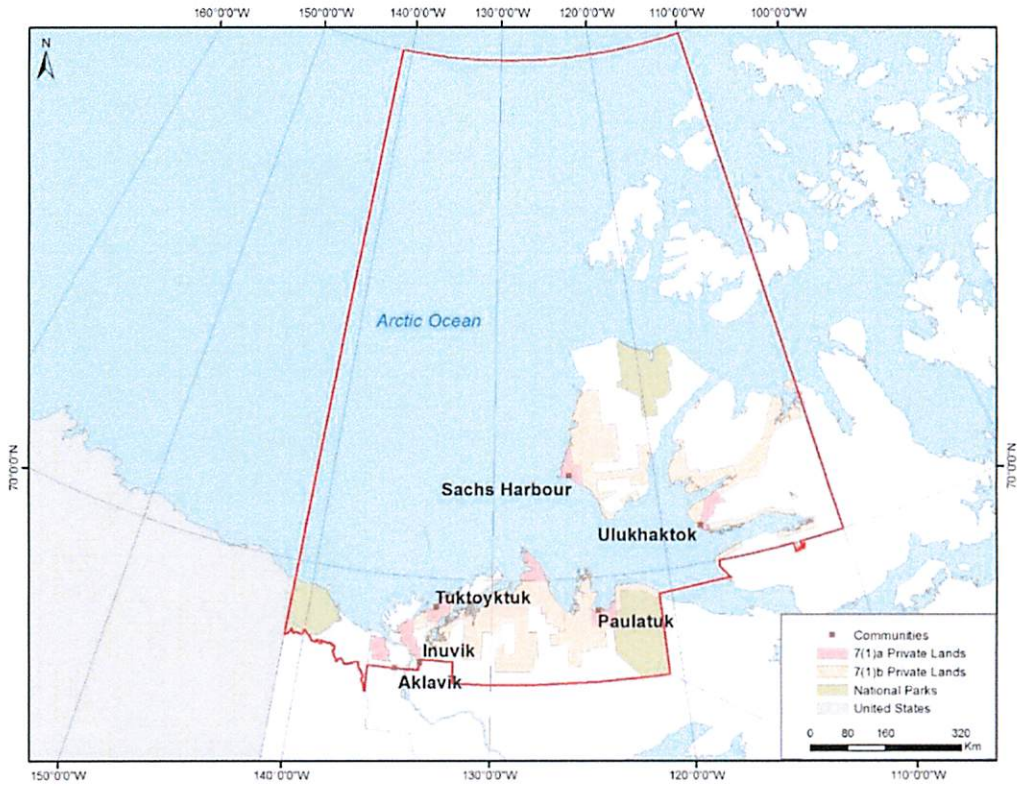 160°0'0"W 150°0'0"W 140°0'0"W 130°0'0"W 120°0'0"W 110°0'0"W 100°0'0"W
N
Arctic Ocean
70°0'0"N
70°0'0"N
Sachs Harbour
Ulukhaktok
Tuktoyktuk
Paulatuk
Inuvik
Aklavik
Communities
7(1)a Private Lands
7(1)b Private Lands
National Parks
United States
0 80 160 320
Km
150°0'0"W 140°0'0"W 130°0'0"W 120°0'0"W 110°0'0"W